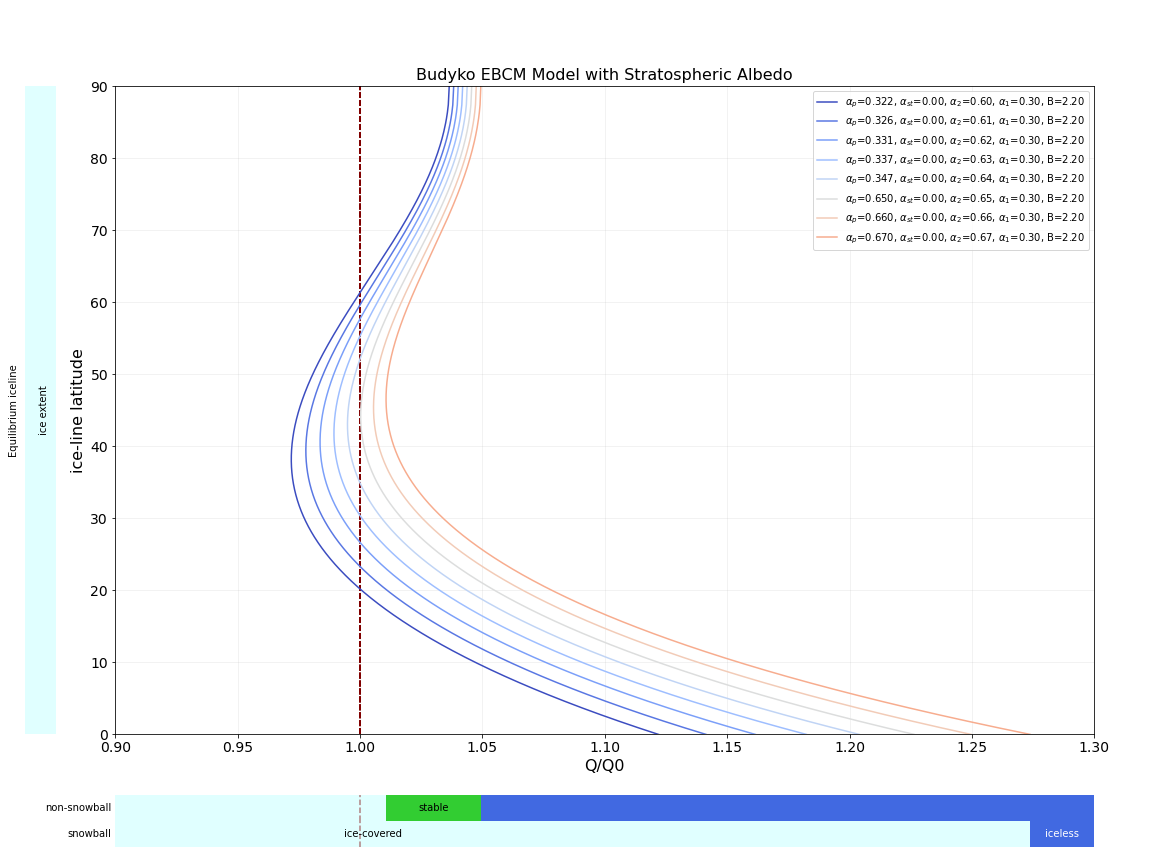 Budyko EBCM Model with Stratospheric Albedo
90
80
70
60
50
40
30
20
10
0
Equilibrium iceline
ice extent
ice-line latitude
αp=0.322, αst=0.00, α2=0.60, α1=0.30, B=2.20
αp=0.326, αst=0.00, α2=0.61, α1=0.30, B=2.20
αp=0.331, αst=0.00, α2=0.62, α1=0.30, B=2.20
αp=0.337, αst=0.00, α2=0.63, α1=0.30, B=2.20
αp=0.347, αst=0.00, α2=0.64, α1=0.30, B=2.20
αp=0.650, αst=0.00, α2=0.65, α1=0.30, B=2.20
αp=0.660, αst=0.00, α2=0.66, α1=0.30, B=2.20
αp=0.670, αst=0.00, α2=0.67, α1=0.30, B=2.20
0.90 0.95 1.00 1.05 1.10 1.15 1.20 1.25 1.30
Q/Q0
non-snowball stable
snowball ice-covered iceless